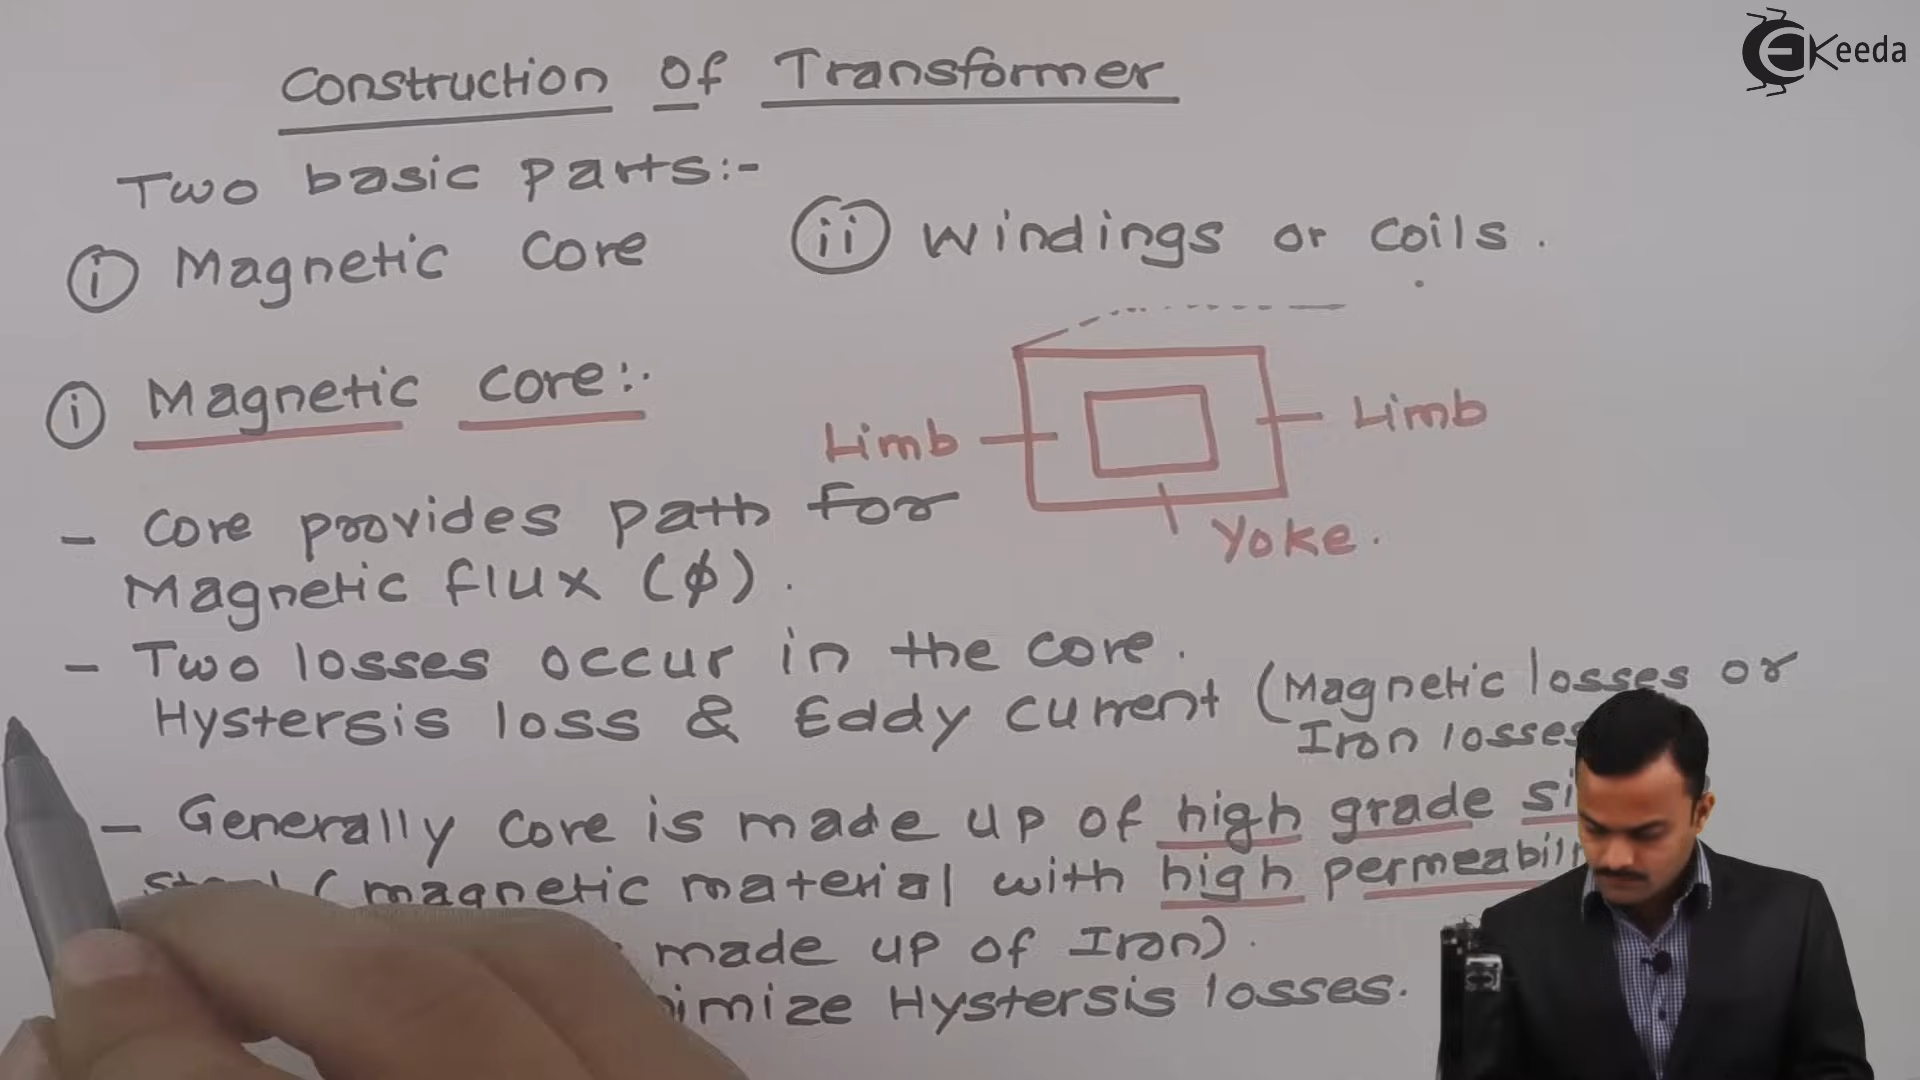 Construction Of Transformer
EKeeda
Two basic parts:-
i Magnetic Core
ii Windings or Coils.
i Magnetic Core:-
Limb
Limb
Yoke.
- Core provides path for
Magnetic flux (ϕ).
- Two losses occur in the core.
Hystersis loss & Eddy Current (Magnetic losses or
Iron losses
- Generally Core is made up of high grade
(magnetic material with high
made up of Iron).
Hystersis losses.